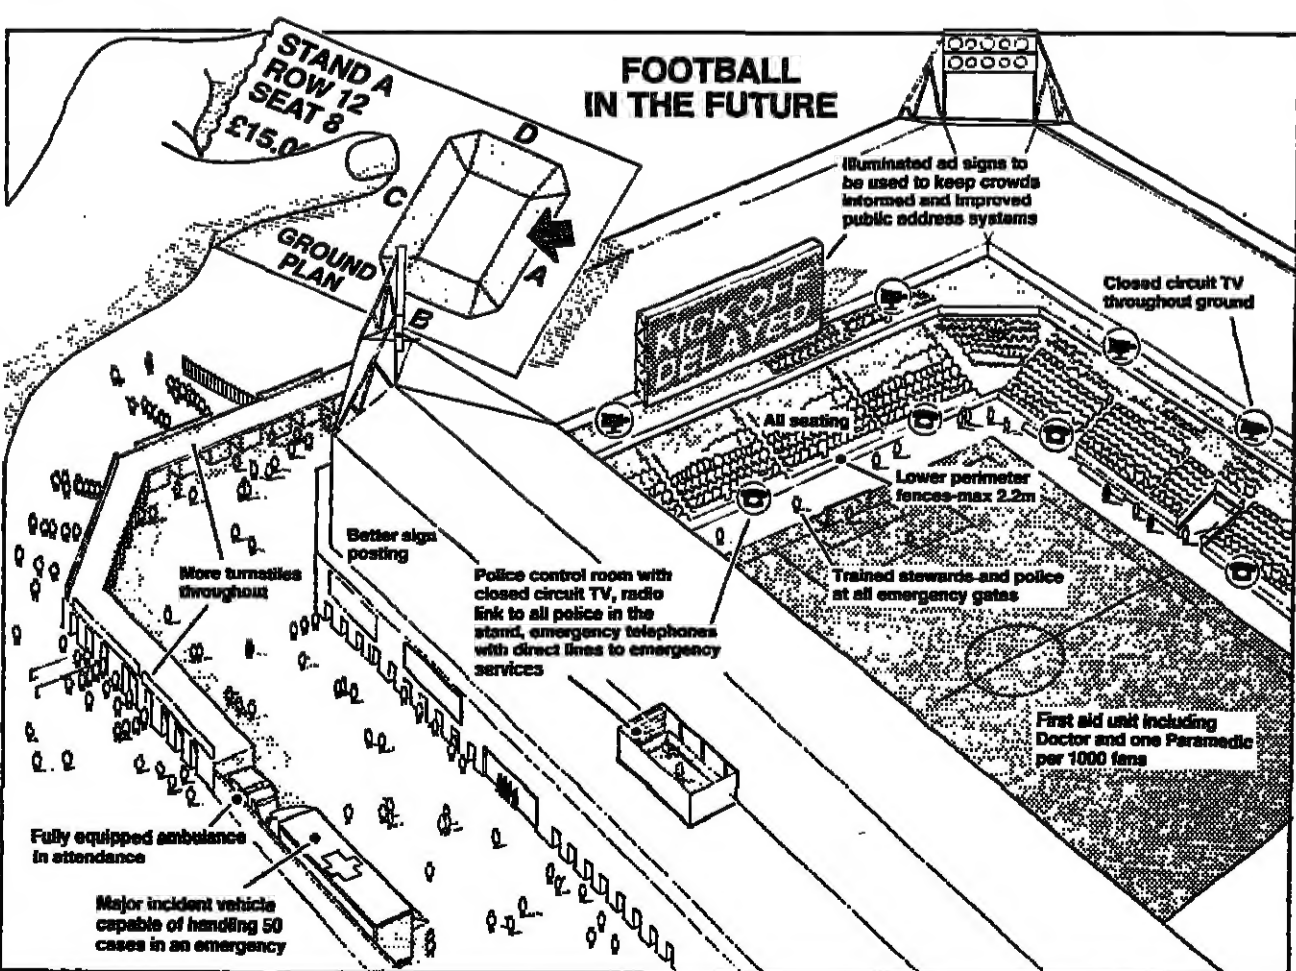 STAND A
ROW 12
SEAT 8
£15.0
FOOTBALL
IN THE FUTURE
D
C
A
B
GROUND
PLAN
Illuminated ad signs to
be used to keep crowds
informed and improved
public address systems
Closed circuit TV
throughout ground
KICK-OFF
DELAYED
All seating
Lower perimeter
fences-max 2.2m
Better sign
posting
More turnstiles
throughout
Police control room with
closed circuit TV, radio
link to all police in the
stand, emergency telephones
with direct lines to emergency
services
Trained stewards and police
at all emergency gates
First aid unit including
Doctor and one Paramedic
per 1000 fans
Fully equipped ambulance
in attendance
Major incident vehicle
capable of handling 50
cases in an emergency